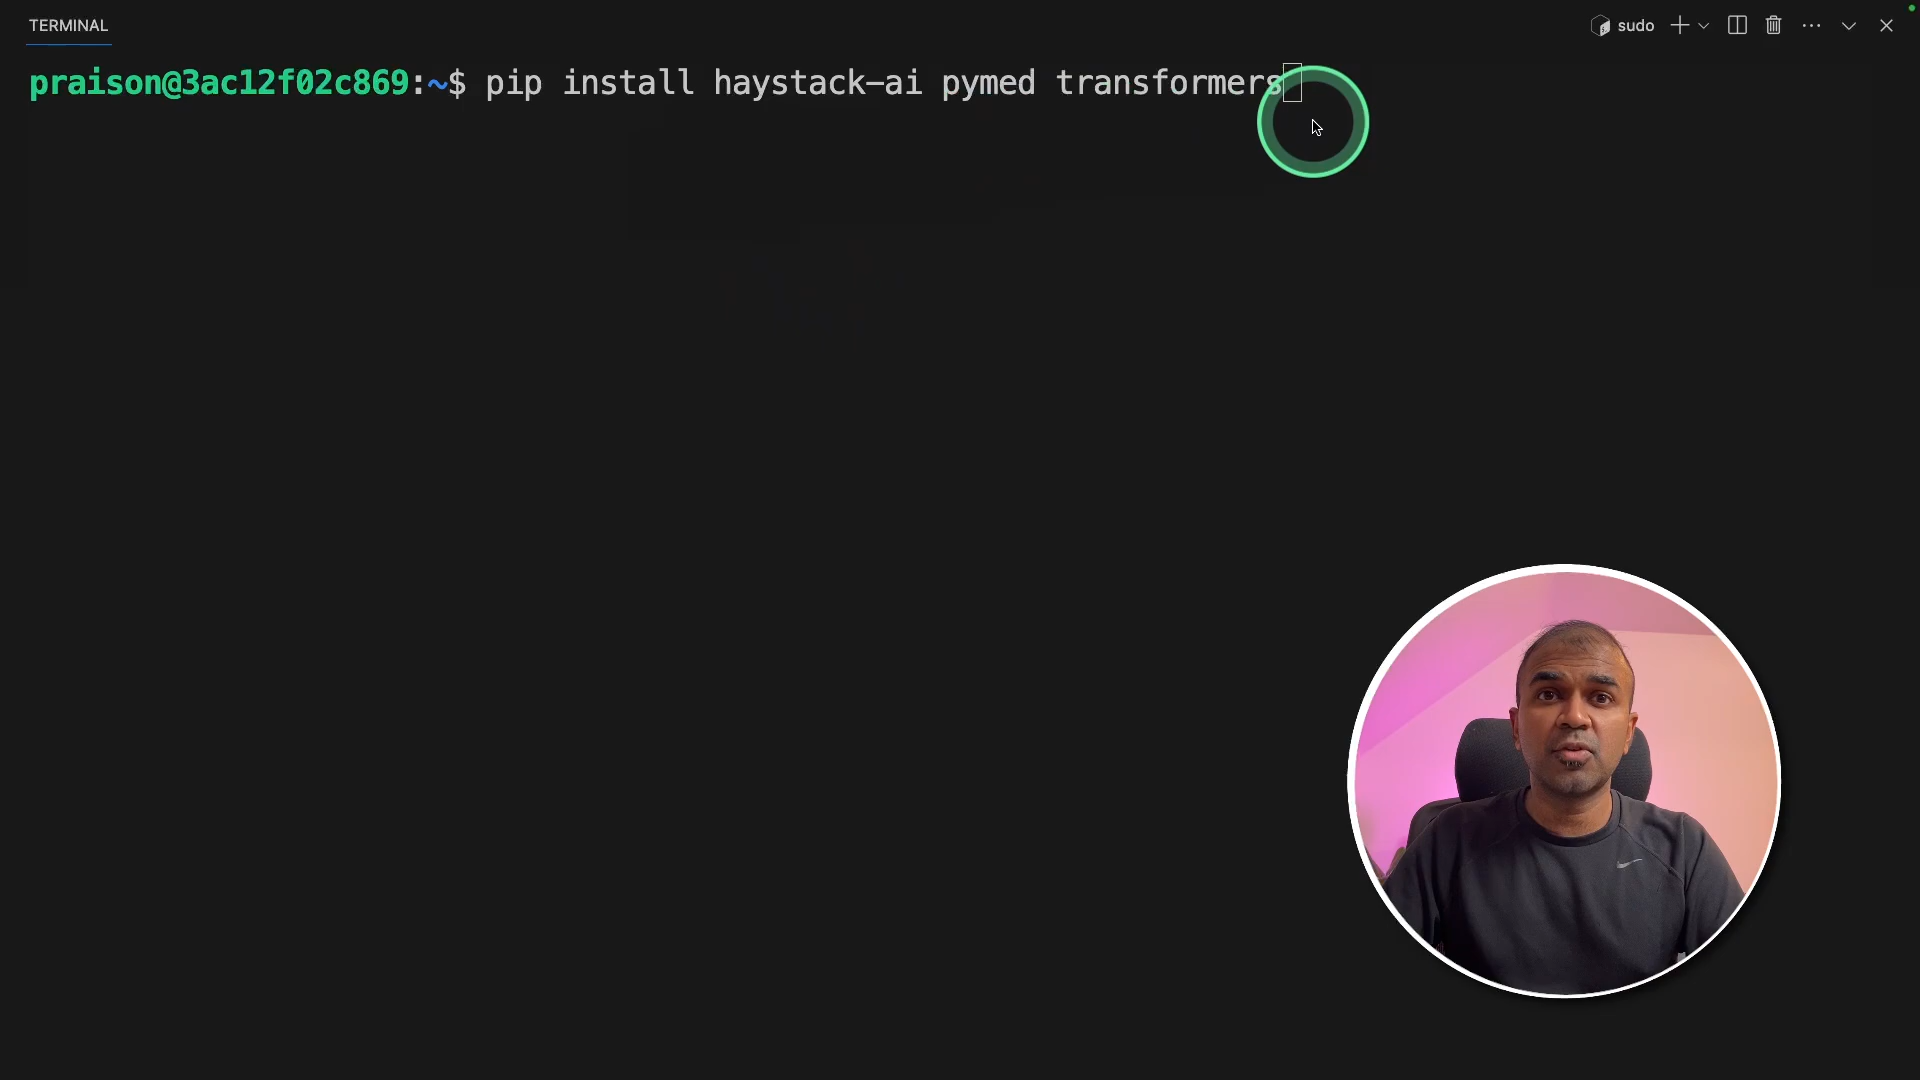 TERMINAL
sudo
praison@3ac12f02c869:~$ pip install haystack-ai pymed transformers